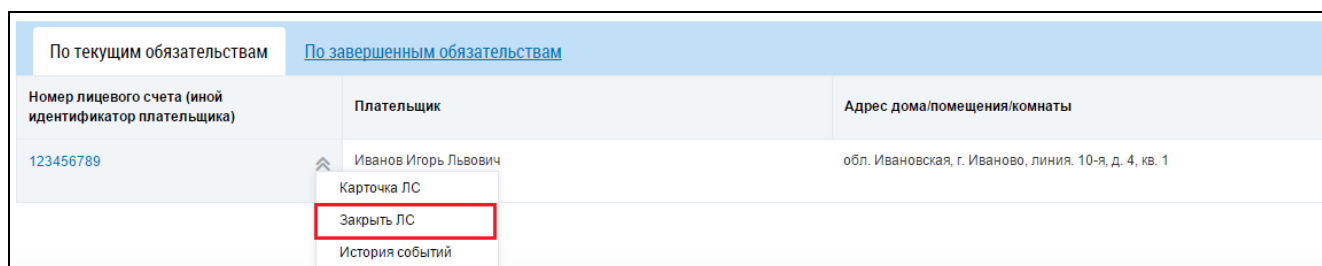 По текущим обязательствам По завершенным обязательствам
Номер лицевого счета (иной
идентификатор плательщика)
Плательщик
Адрес дома/помещения/комнаты
123456789
Иванов Игорь Львович
обл. Ивановская, г. Иваново, линия. 10-я, д. 4, кв. 1
Карточка ЛС
Закрыть ЛС
История событий